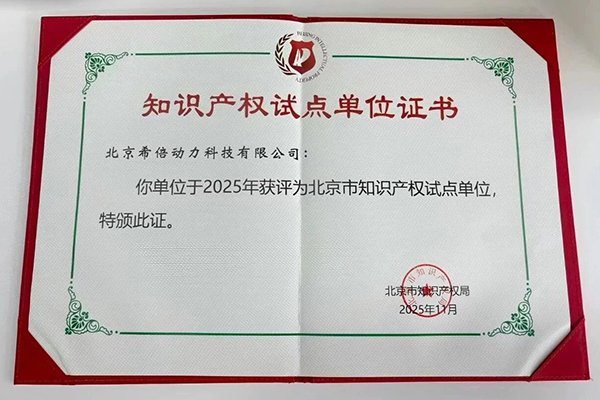 BEIJING INTELLECTUAL PROPERTY
知识产权试点单位证书
北京希倍动力科技有限公司：
你单位于2025年获评为北京市知识产权试点单位，
特颁此证。
北京市知识产权局
2025年11月